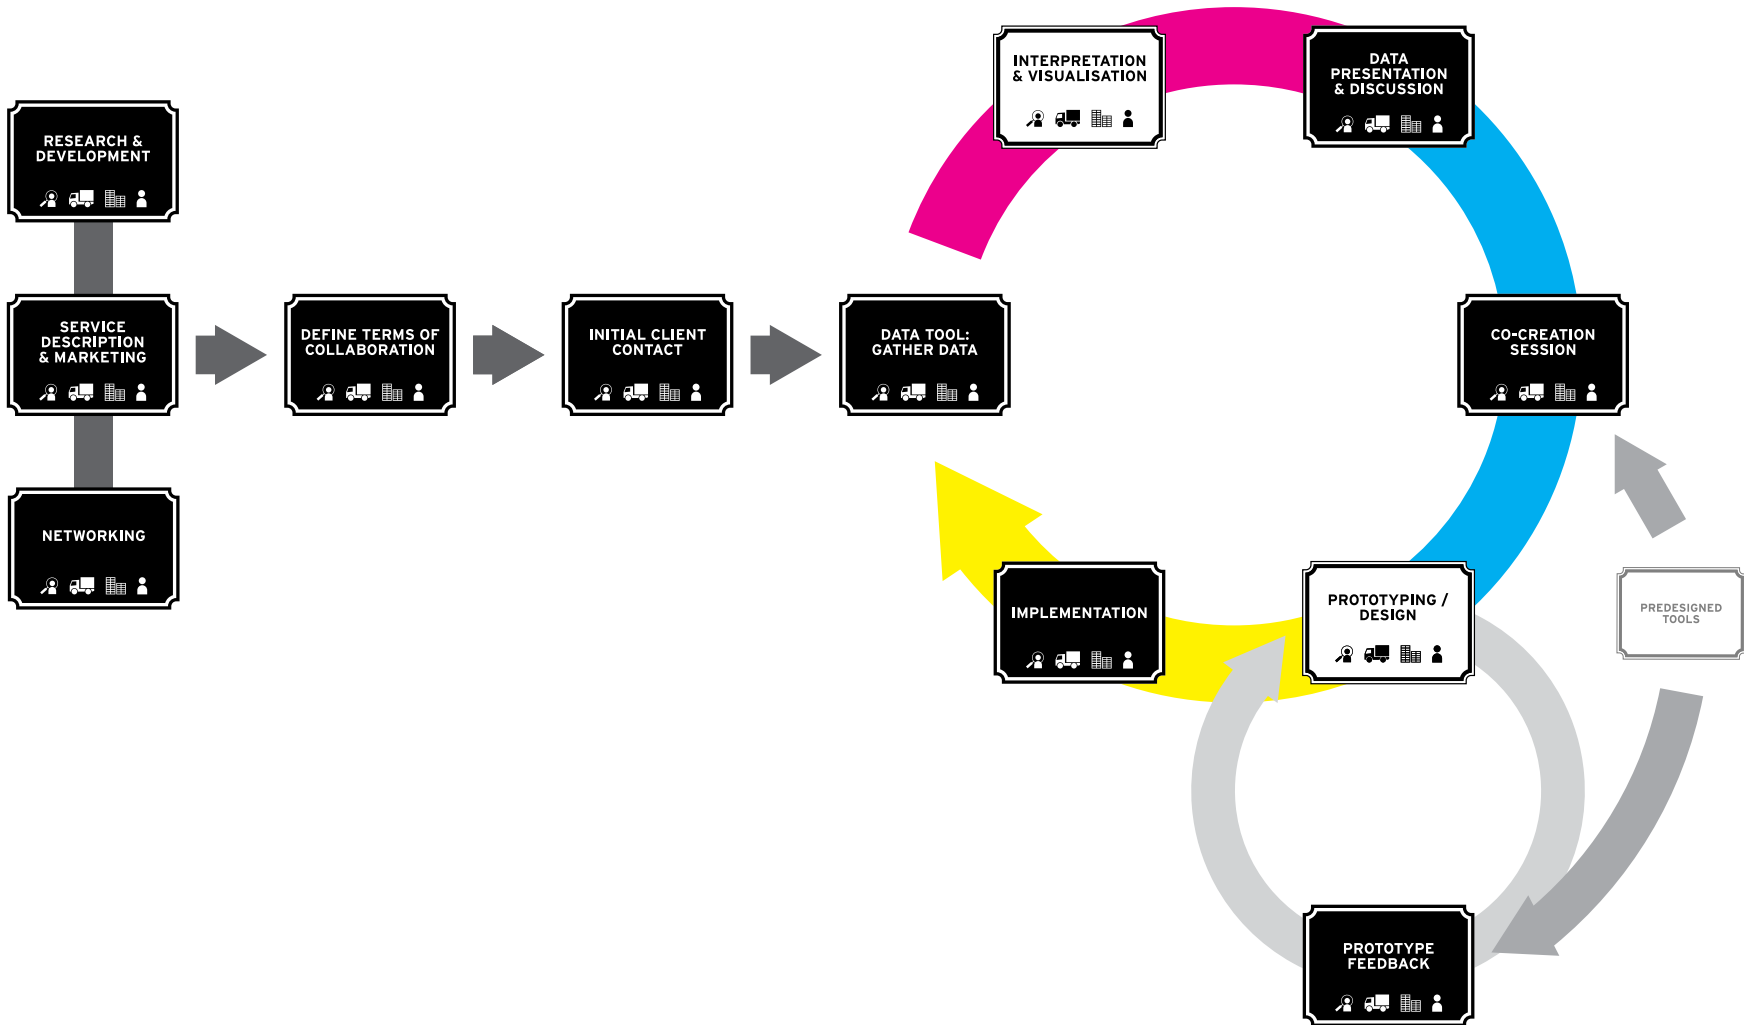 RESEARCH &
DEVELOPMENT
SERVICE
DESCRIPTION
& MARKETING
NETWORKING
DEFINE TERMS OF
COLLABORATION
INITIAL CLIENT
CONTACT
DATA TOOL:
GATHER DATA
INTERPRETATION
& VISUALISATION
DATA
PRESENTATION
& DISCUSSION
CO-CREATION
SESSION
PROTOTYPING /
DESIGN
IMPLEMENTATION
PREDESIGNED
TOOLS
PROTOTYPE
FEEDBACK